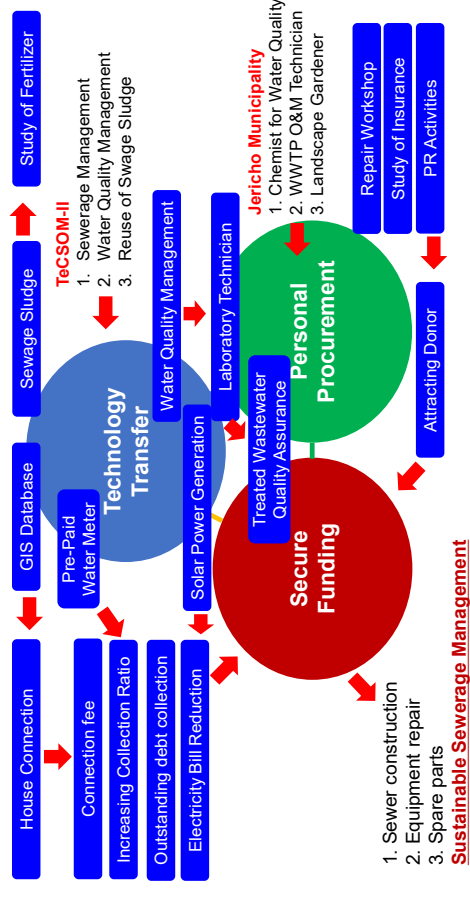 House Connection
GIS Database
Sewage Sludge
Study of Fertilizer
Connection fee
Increasing Collection Ratio
Outstanding debt collection
Electricity Bill Reduction
Pre-Paid
Water Meter
Solar Power Generation
Technology
Transfer
TeCSOM-II
1. Sewerage Management
2. Water Quality Management
3. Reuse of Swage Sludge
Water Quality Management
Laboratory Technician
Treated Wastewater
Quality Assurance
Secure
Funding
Personal
Procurement
Jericho Municipality
1. Chemist for Water Quality
2. WWTP O&M Technician
3. Landscape Gardener
Repair Workshop
Study of Insurance
PR Activities
Attracting Donor
1. Sewer construction
2. Equipment repair
3. Spare parts
Sustainable Sewerage Management